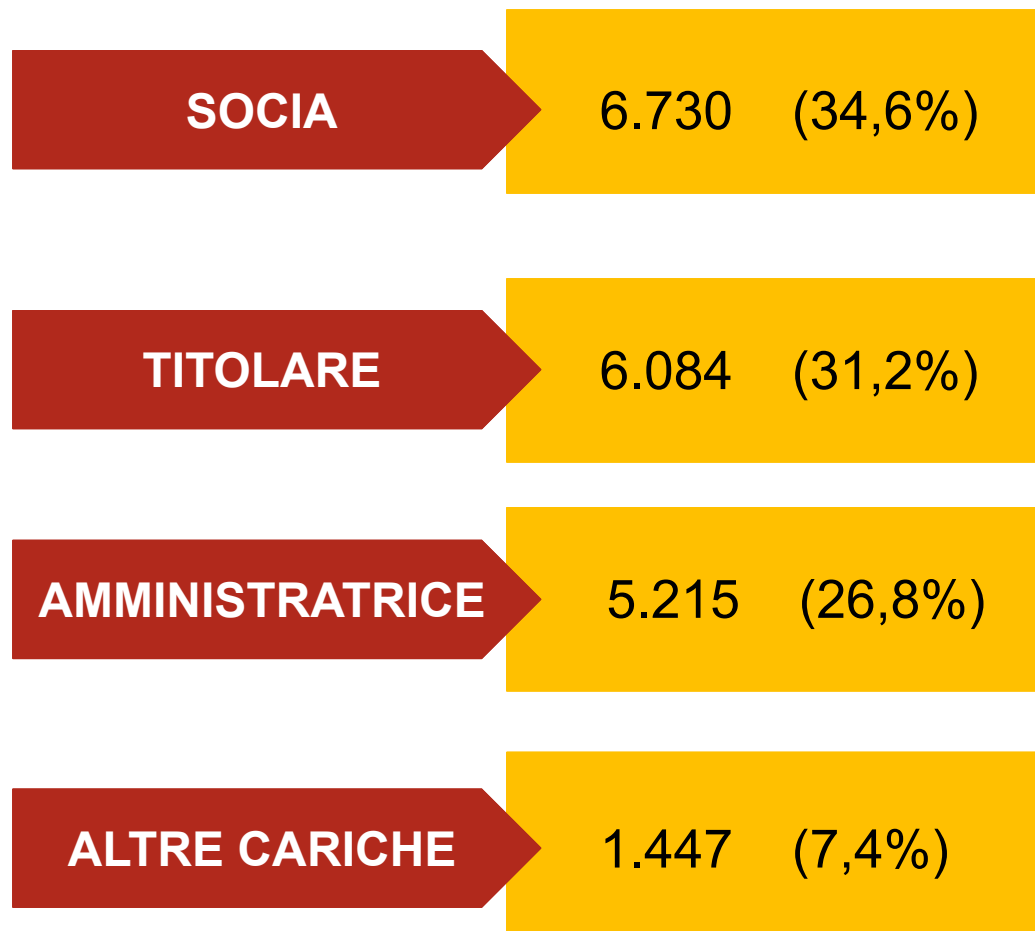 SOCIA 6.730 (34,6%)
TITOLARE 6.084 (31,2%)
AMMINISTRATRICE 5.215 (26,8%)
ALTRE CARICHE 1.447 (7,4%)